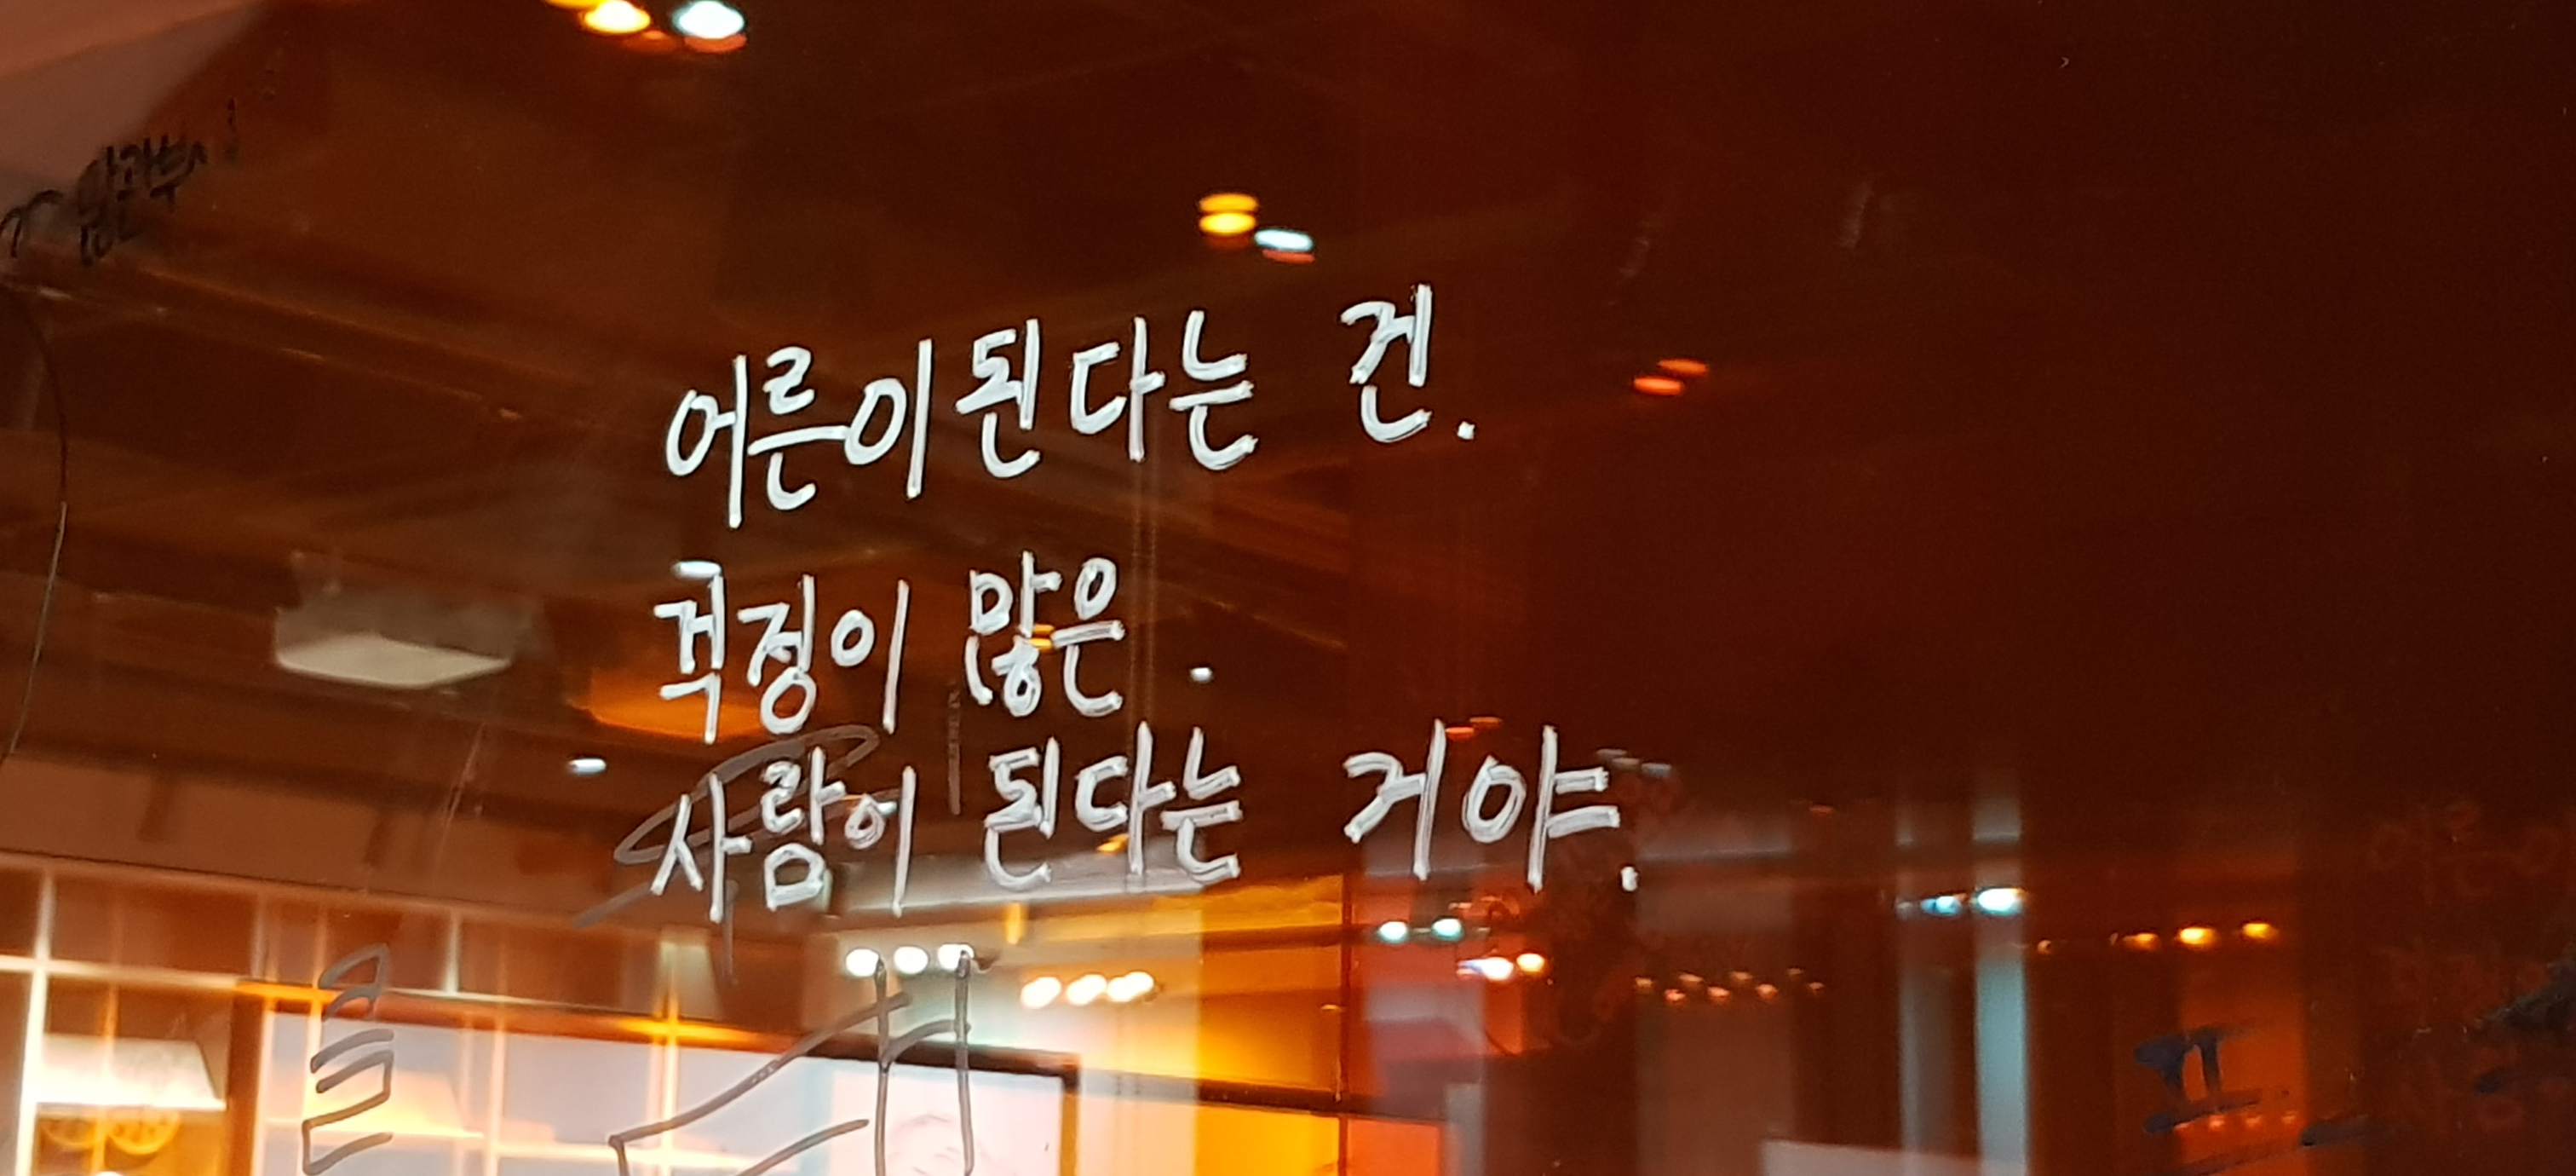 어른이 된다는 건.
걱정이 많은
사람이 된다는 거야.